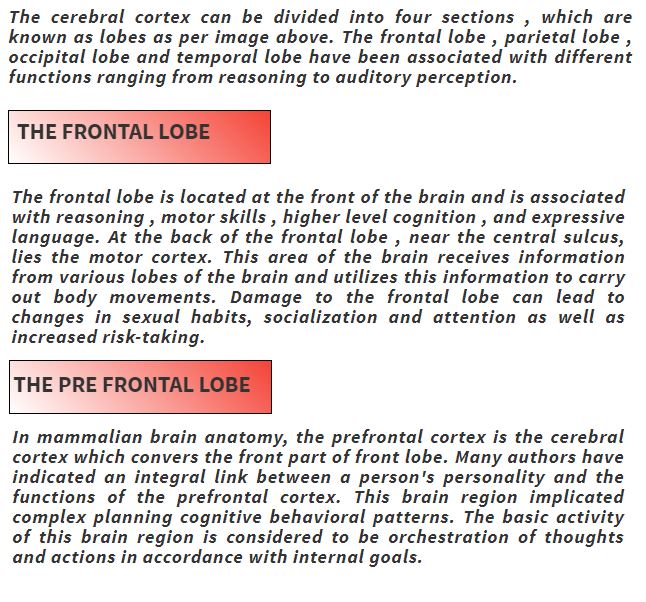 The cerebral cortex can be divided into four sections , which are
known as lobes as per image above. The frontal lobe , parietal lobe ,
occipital lobe and temporal lobe have been associated with different
functions ranging from reasoning to auditory perception.
THE FRONTAL LOBE
The frontal lobe is located at the front of the brain and is associated
with reasoning , motor skills , higher level cognition , and expressive
language. At the back of the frontal lobe , near the central sulcus,
lies the motor cortex. This area of the brain receives information
from various lobes of the brain and utilizes this information to carry
out body movements. Damage to the frontal lobe can lead to
changes in sexual habits, socialization and attention as well as
increased risk-taking.
THE PRE FRONTAL LOBE
In mammalian brain anatomy, the prefrontal cortex is the cerebral
cortex which convers the front part of front lobe. Many authors have
indicated an integral link between a person's personality and the
functions of the prefrontal cortex. This brain region implicated
complex planning cognitive behavioral patterns. The basic activity
of this brain region is considered to be orchestration of thoughts
and actions in accordance with internal goals.